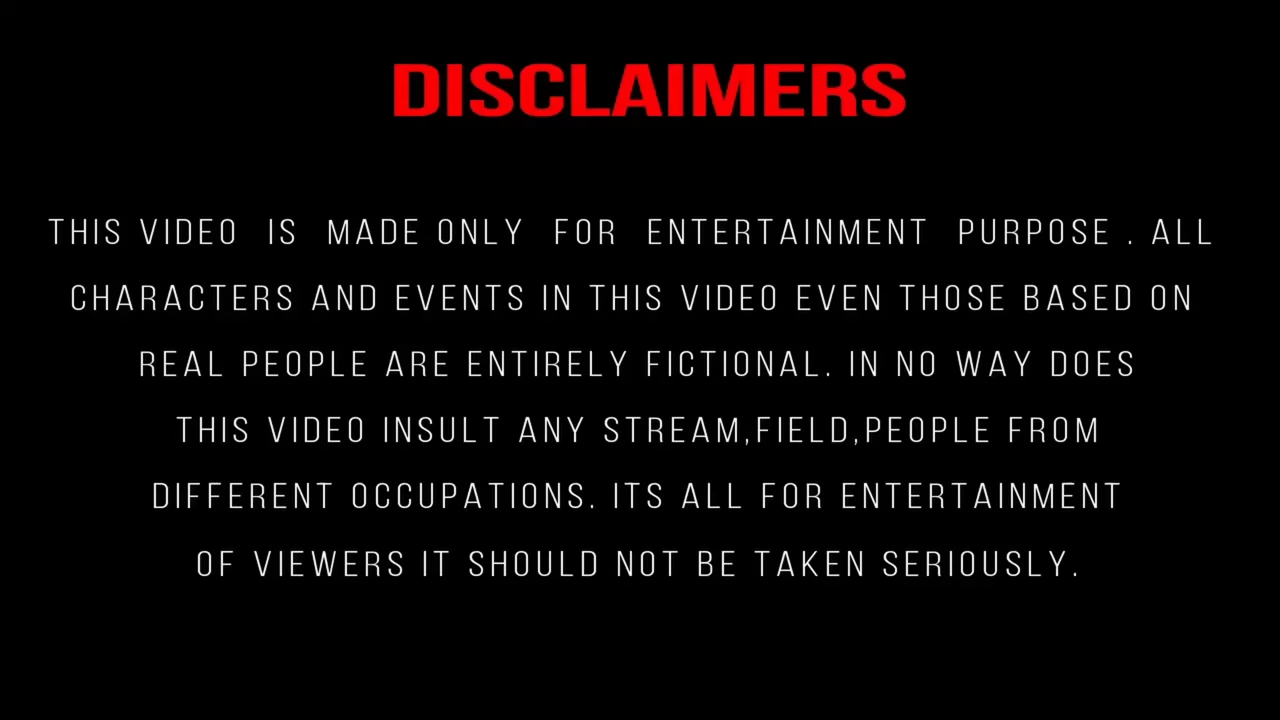 DISCLAIMERS
THIS VIDEO IS MADE ONLY FOR ENTERTAINMENT PURPOSE . ALL
CHARACTERS AND EVENTS IN THIS VIDEO EVEN THOSE BASED ON
REAL PEOPLE ARE ENTIRELY FICTIONAL. IN NO WAY DOES
THIS VIDEO INSULT ANY STREAM,FIELD,PEOPLE FROM
DIFFERENT OCCUPATIONS. ITS ALL FOR ENTERTAINMENT
OF VIEWERS IT SHOULD NOT BE TAKEN SERIOUSLY.